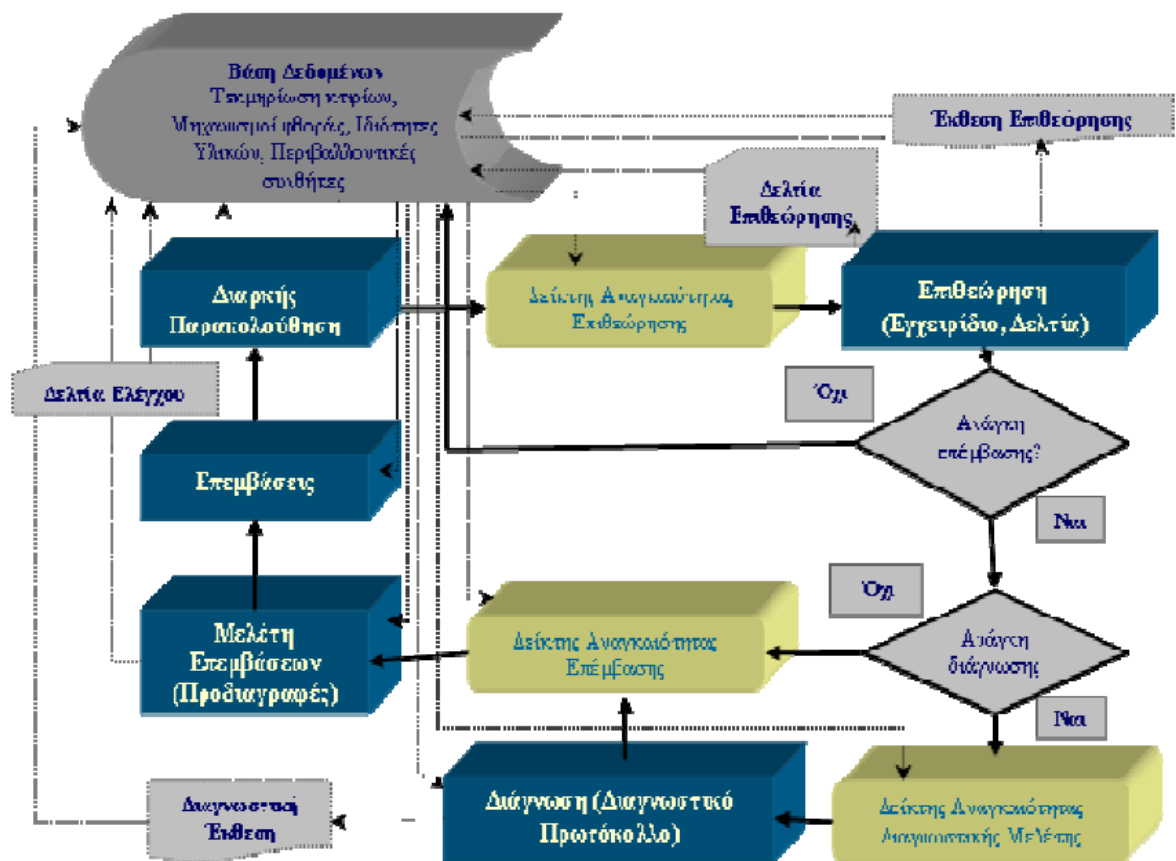 Βάση Δεδομένων
Τεκμηρίωση κτιρίων,
Μηχανισμοί φθοράς, Ιδιότητες
Υλικών, Περιβαλλοντικές
συνθήτες
Έκθεση Επιθεώρησης
Δελτία
Επιθεώρησης
Διαρκής
Παρακολούθηση
Δείκτης Αναγκαιότητας
Επιθεώρησης
Επιθεώρηση
(Εγχειρίδιο, Δελτία)
Δελτία Ελέγχου
Όχι
Ανάγκη
επέμβασης?
Επεμβάσεις
Ναι
Όχι
Μελέτη
Επεμβάσεων
(Προδιαγραφές)
Δείκτης Αναγκαιότητας
Επέμβασης
Ανάγκη
διάγνωσης
Ναι
Διαγνωστική
Έκθεση
Διάγνωση (Διαγνωστικό
Πρωτόκολλο)
Δείκτης Αναγκαιότητας
Διαγνωστικής Μελέτης